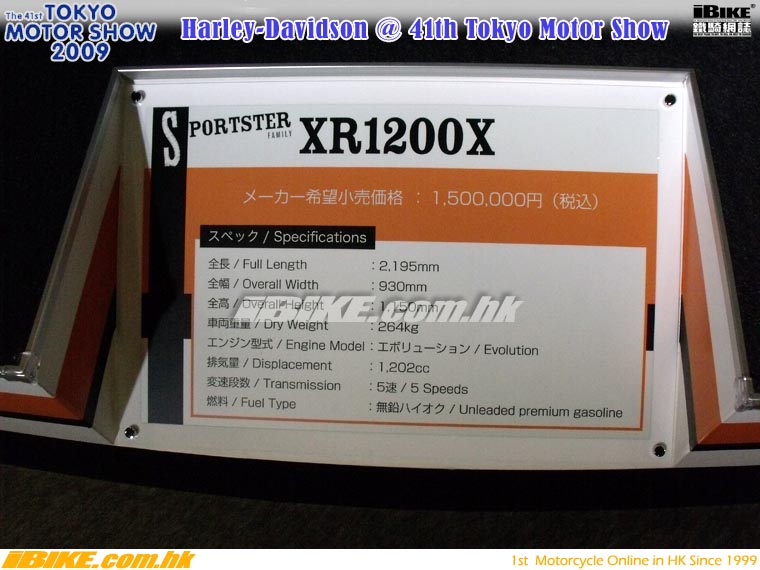 The 41st TOKYO
MOTOR SHOW
2009
Harley-Davidson @ 41th Tokyo Motor Show
iBIKE
鐵騎網誌
SPORTSTER
FAMILY
XR1200X
メーカー希望小売価格 : 1,500,000円 (税込)
スペック / Specifications
全長 / Full Length : 2,195mm
全幅 / Overall Width : 930mm
全高 / Overall Height : 1,150mm
iBIKE.com.hk
車両重量 / Dry Weight : 264kg
エンジン型式 / Engine Model : エボリューション / Evolution
排気量 / Displacement : 1,202cc
変速段数 / Transmission : 5速 / 5 Speeds
燃料 / Fuel Type : 無鉛ハイオク / Unleaded premium gasoline
iBIKE.com.hk
1st Motorcycle Online in HK Since 1999